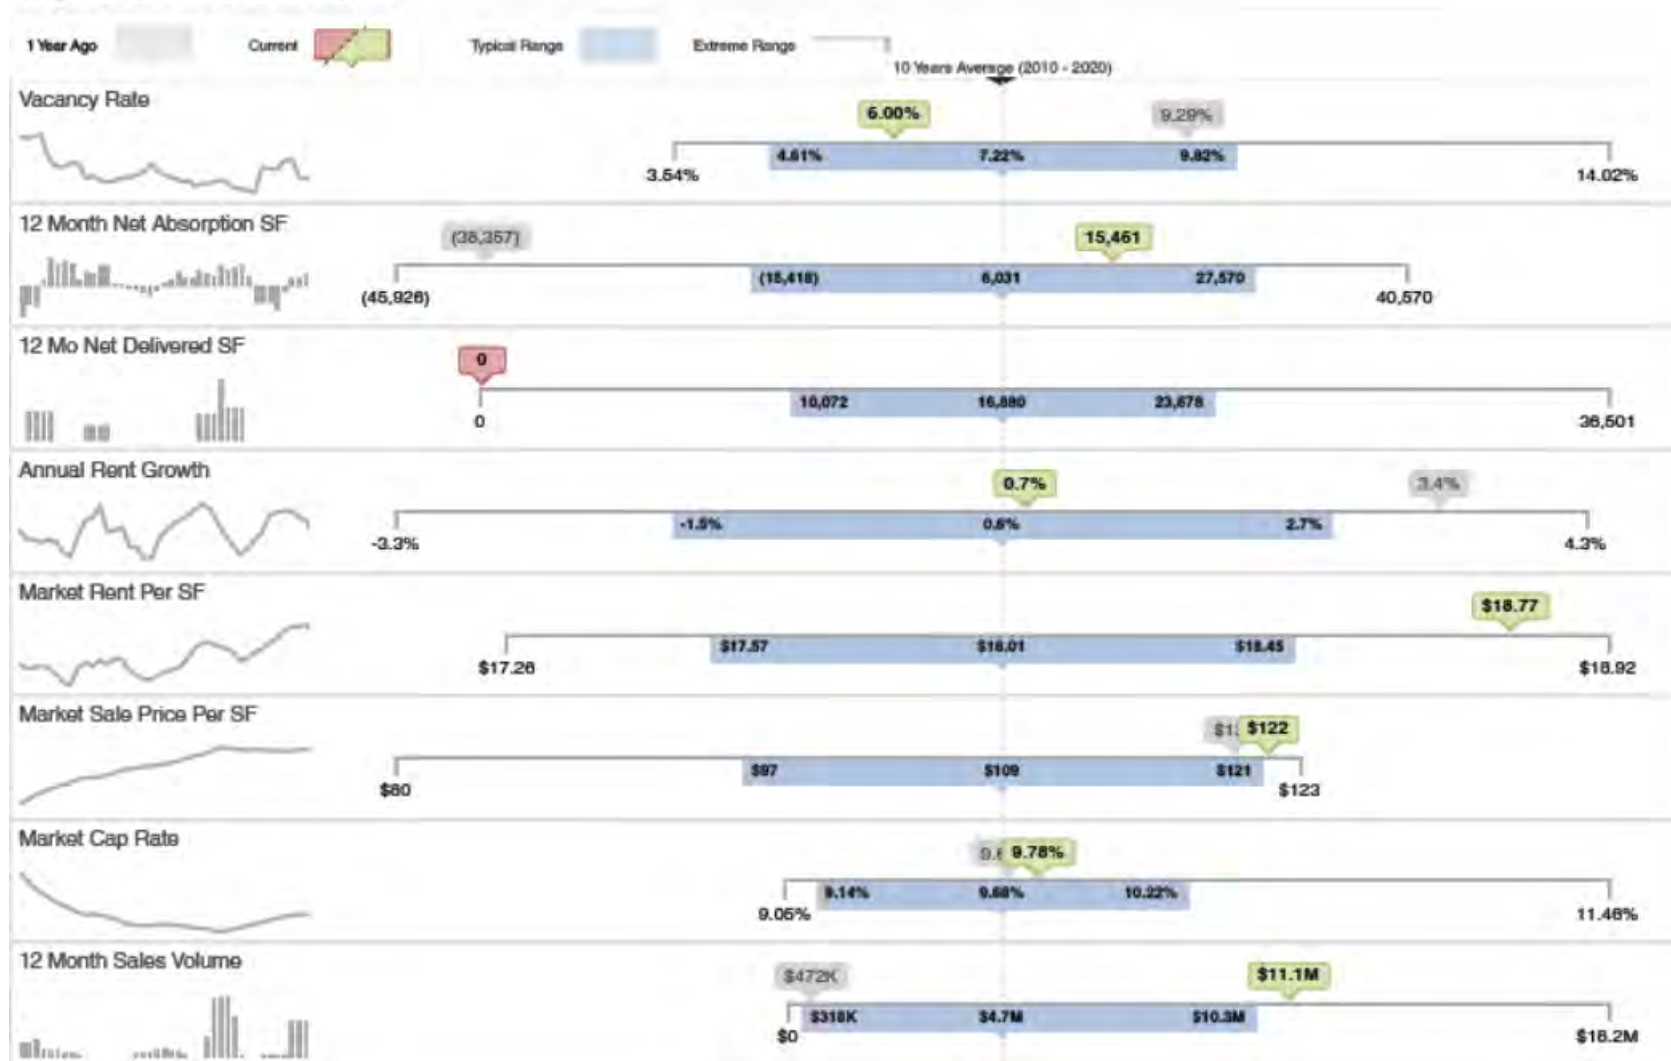 1 Year Ago
Current
Typical Range
Extreme Range
10 Years Average (2010 - 2020)
Vacancy Rate
6.00%
9.29%
4.61%
7.22%
9.82%
3.54%
14.02%
12 Month Net Absorption SF
(38,357)
15,461
(15,418)
6,031
27,570
(45,926)
40,570
12 Mo Net Delivered SF
0
10,072
16,880
23,678
0
36,501
Annual Rent Growth
0.7%
3.4%
-1.5%
0.6%
2.7%
-3.3%
4.3%
Market Rent Per SF
$18.77
$17.57
$18.01
$18.45
$17.26
$18.92
Market Sale Price Per SF
$122
$97
$109
$121
$80
$123
Market Cap Rate
9.78%
9.14%
9.68%
10.22%
9.05%
11.46%
12 Month Sales Volume
$472K
$11.1M
$318K
$4.7M
$10.3M
$0
$18.2M